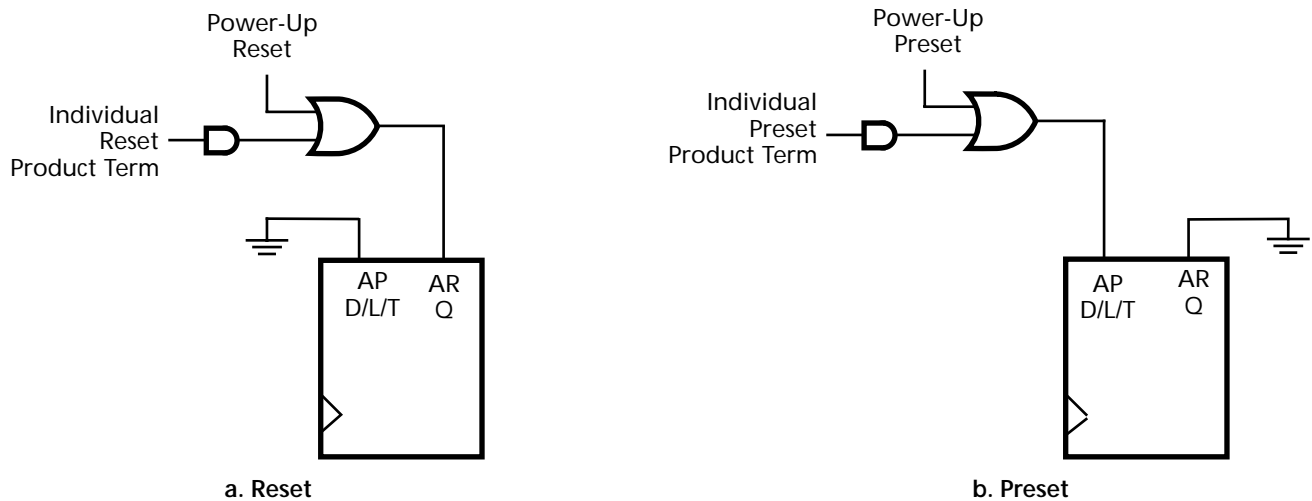 Power-Up
Reset
Individual
Reset
Product Term
AP
AR
D/L/T
Q
a. Reset
Power-Up
Preset
Individual
Preset
Product Term
AP
AR
D/L/T
Q
b. Preset